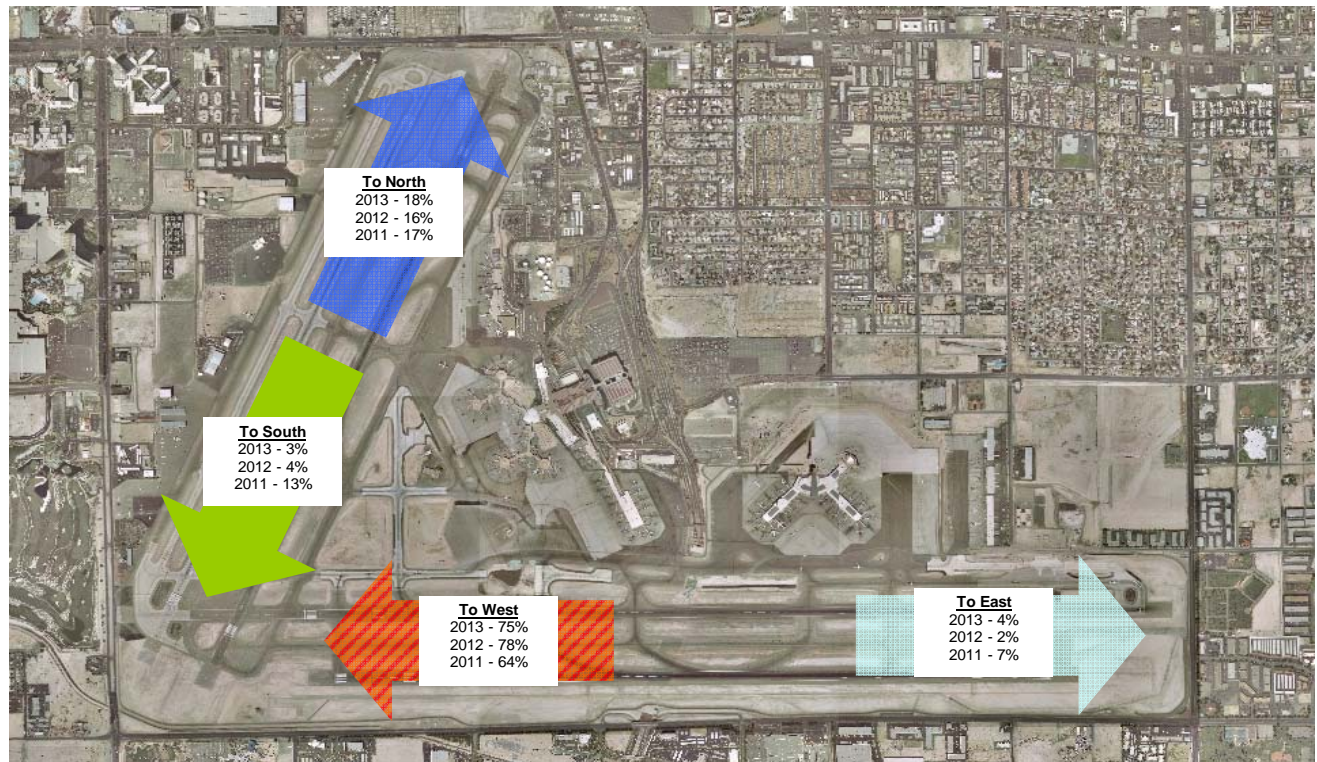 To North
2013 - 18%
2012 - 16%
2011 - 17%
To South
2013 - 3%
2012 - 4%
2011 - 13%
To West
2013 - 75%
2012 - 78%
2011 - 64%
To East
2013 - 4%
2012 - 2%
2011 - 7%